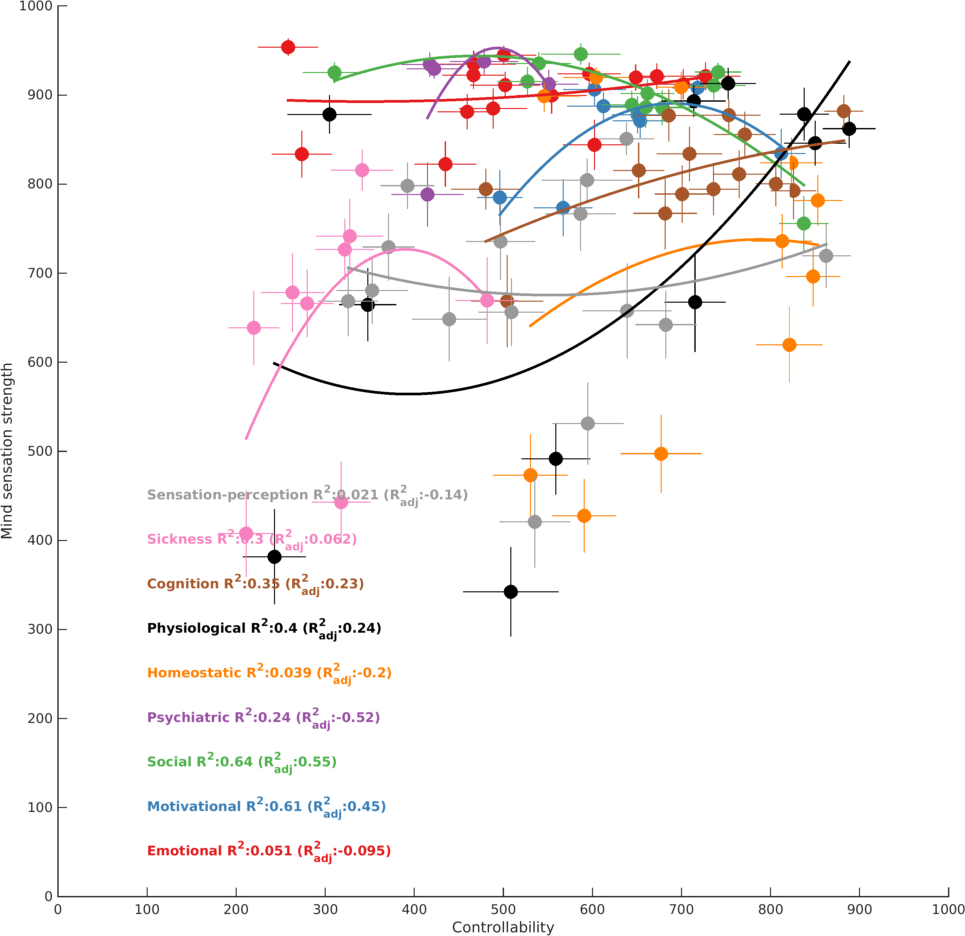 1000
900
800
700
600
500
400
300
200
100
0
Mind sensation strength
Sensation-perception R²:0.021 (R²adj:-0.14)
Sickness R²:0.3 (R²adj:0.062)
Cognition R²:0.35 (R²adj:0.23)
Physiological R²:0.4 (R²adj:0.24)
Homeostatic R²:0.039 (R²adj:-0.2)
Psychiatric R²:0.24 (R²adj:-0.52)
Social R²:0.64 (R²adj:0.55)
Motivational R²:0.61 (R²adj:0.45)
Emotional R²:0.051 (R²adj:-0.095)
0 100 200 300 400 500 600 700 800 900 1000
Controllability